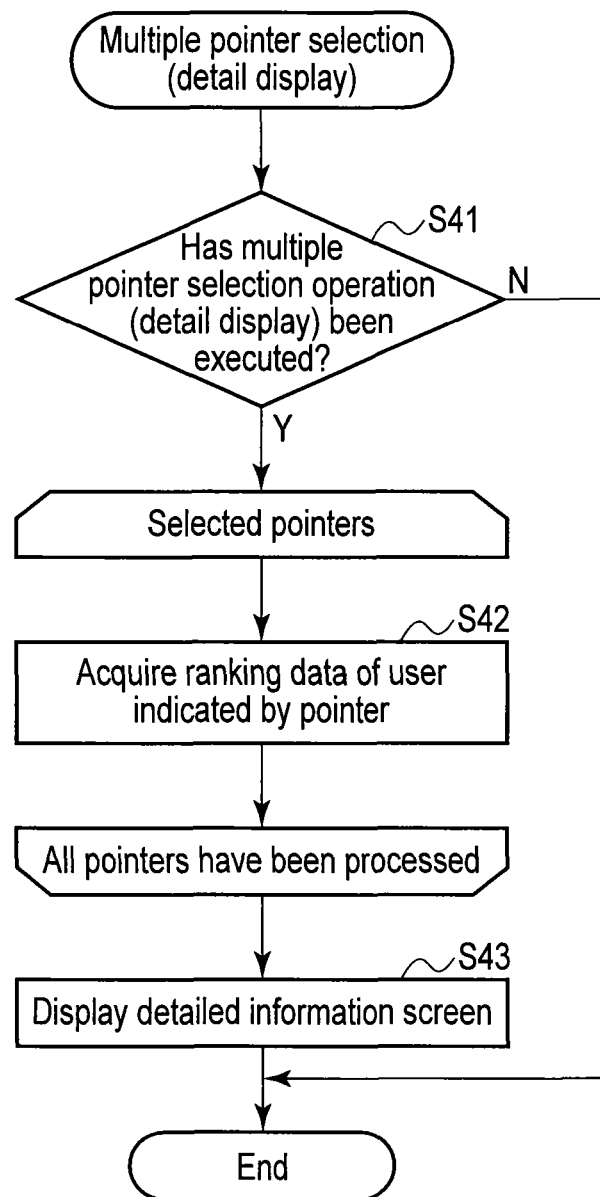 Multiple pointer selection
(detail display)
S41
Has multiple
pointer selection operation
(detail display) been
executed?
N
Y
Selected pointers
S42
Acquire ranking data of user
indicated by pointer
All pointers have been processed
S43
Display detailed information screen
End